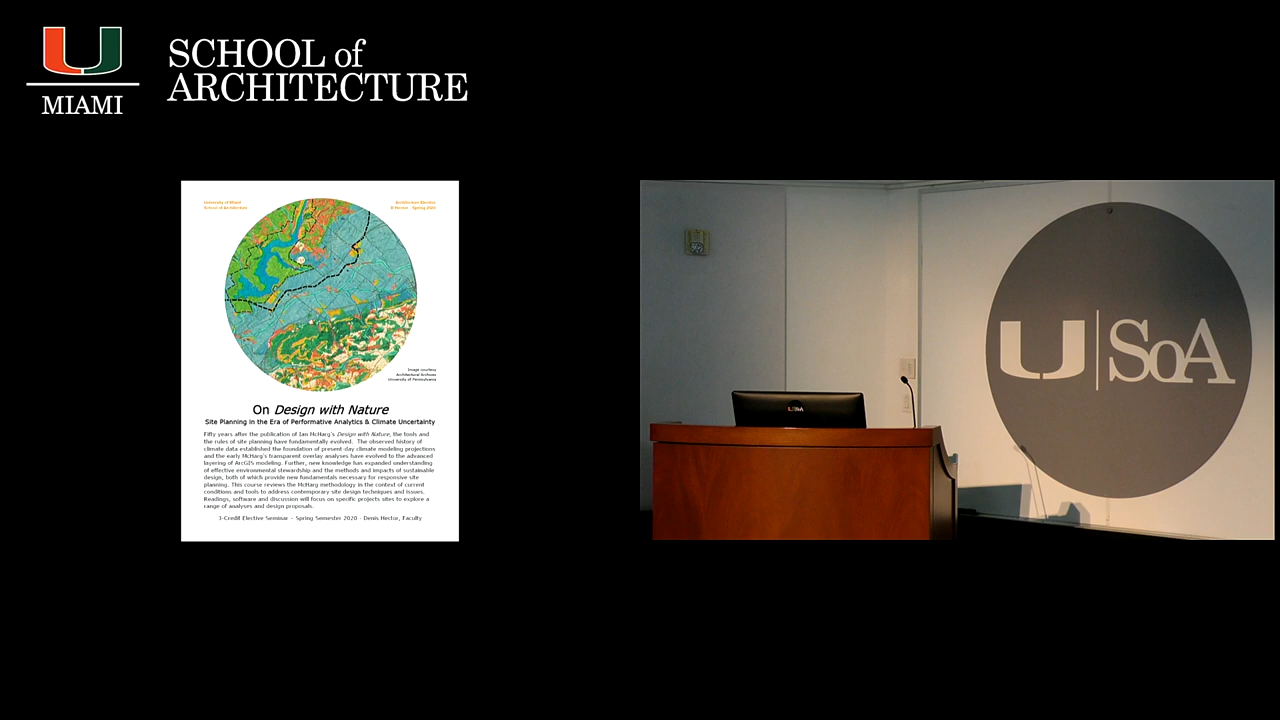 U
MIAMI
SCHOOL of
ARCHITECTURE
University of Miami
School of Architecture
Architecture Elective
D Hector - Spring 2020
Image courtesy
Architectural Archives
University of Pennsylvania
On Design with Nature
Site Planning in the Era of Performative Analytics & Climate Uncertainty
Fifty years after the publication of Ian McHarg's Design with Nature, the tools and
the rules of site planning have fundamentally evolved. The observed history of
climate data established the foundation of present-day climate modeling projections
and the early McHarg's transparent overlay analyses have evolved to the advanced
layering of ArcGIS modeling. Further, new knowledge has expanded understanding
of effective environmental stewardship and the methods and impacts of sustainable
design, both of which provide new fundamentals necessary for responsive site
planning. This course reviews the McHarg methodology in the context of current
conditions and tools to address contemporary site design techniques and issues.
Readings, software and discussion will focus on specific projects sites to explore a
range of analyses and design proposals.
3-Credit Elective Seminar - Spring Semester 2020 - Denis Hector, Faculty
U SoA
U | SoA